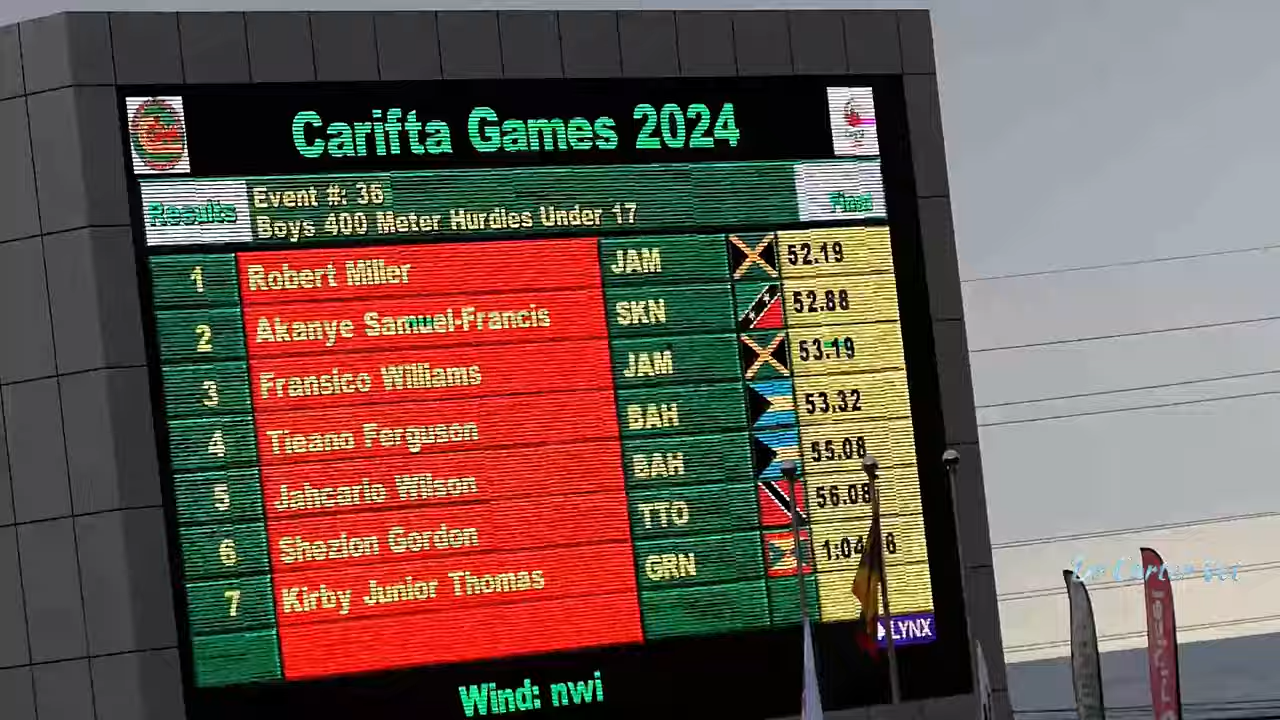 Carifta Games 2024
Results
Event #: 36
Boys 400 Meter Hurdles Under 17
Final
1 Robert Miller JAM 52.19
2 Akanye Samuel-Francis SKN 52.88
3 Fransico Williams JAM 53.19
4 Tieano Ferguson BAH 53.32
5 Jahcario Wilson BAH 55.08
6 Shezion Gordon TTO 56.08
7 Kirby Junior Thomas GRN
LYNX
Wind: nwi